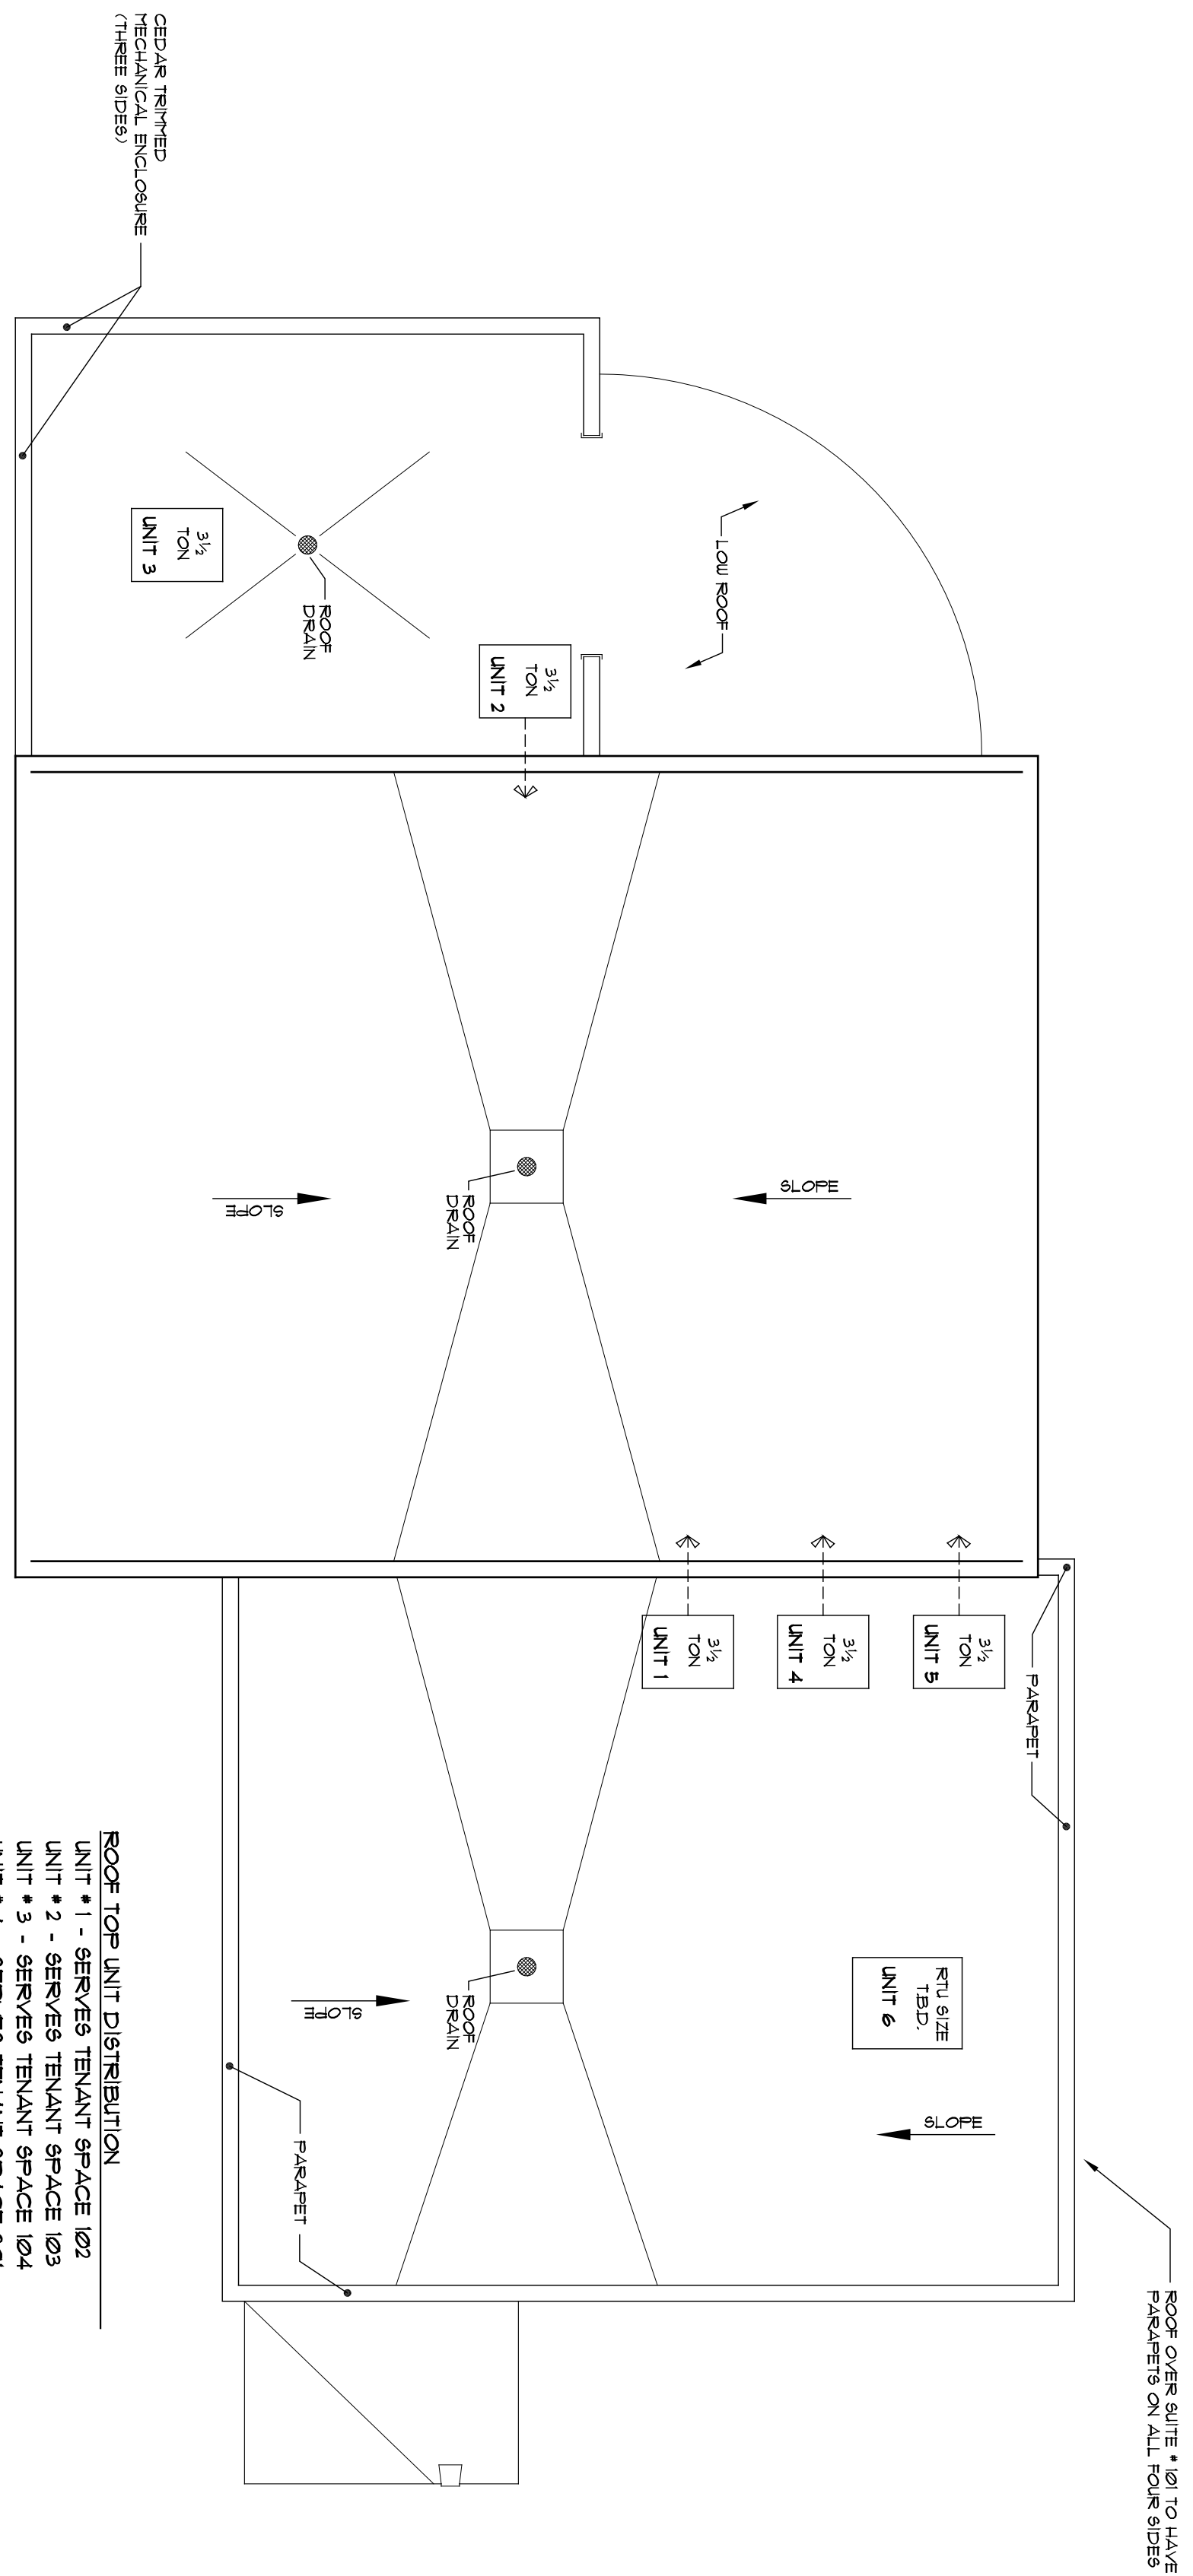 CEDAR TRIMMED
MECHANICAL ENCLOSURE
(THREE SIDES)
3½
TON
UNIT 3
ROOF
DRAIN
LOW ROOF
3½
TON
UNIT 2
SLOPE
SLOPE
ROOF
DRAIN
3½
TON
UNIT 5
3½
TON
UNIT 4
3½
TON
UNIT 1
PARAPET
RTU SIZE
T.B.D.
UNIT 6
ROOF
DRAIN
SLOPE
SLOPE
PARAPET
ROOF OVER SUITE #101 TO HAVE
PARAPETS ON ALL FOUR SIDES
ROOF TOP UNIT DISTRIBUTION
UNIT #1 - SERVES TENANT SPACE 102
UNIT #2 - SERVES TENANT SPACE 103
UNIT #3 - SERVES TENANT SPACE 104